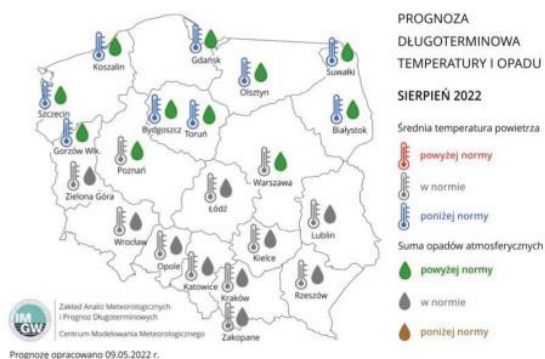 PROGNOZA
DŁUGOTERMINOWA
TEMPERATURY I OPADU
SIERPIEŃ 2022
Średnia temperatura powietrza
powyżej normy
w normie
poniżej normy
Suma opadów atmosferycznych
powyżej normy
w normie
poniżej normy
Koszalin
Gdańsk
Suwałki
Olsztyn
Szczecin
Bydgoszcz
Toruń
Białystok
Gorzów Wlk.
Poznań
Warszawa
Zielona Góra
Łódź
Lublin
Wrocław
Kielce
Opole
Katowice
Kraków
Rzeszów
Zakopane
IM
GW
Zakład Analiz Meteorologicznych
i Prognoz Długoterminowych
Centrum Modelowania Meteorologicznego
Prognozę opracowano 09.05.2022 r.